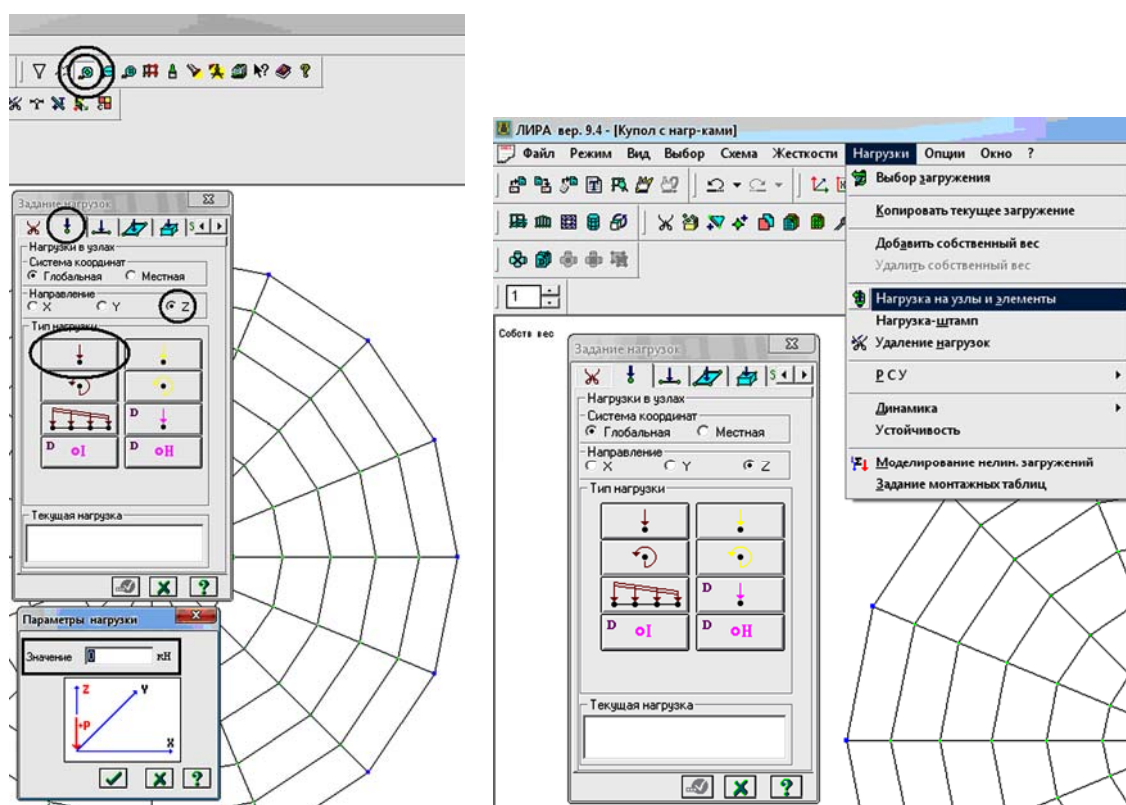 Задание нагрузок
S
Нагрузки в узлах
Система координат
Глобальная Местная
Направление
X Y Z
Тип нагрузки
D
D I D H
Текущая нагрузка
?
Параметры нагрузки
Значение 0 кН
Z Y
+P
X
?
ЛИРА вер. 9.4 - [Купол с нагр-ками]
Файл Режим Вид Выбор Схема Жесткости Нагрузки Опции Окно ?
Выбор загружения
Копировать текущее загружение
Добавить собственный вес
Удалить собственный вес
Нагрузка на узлы и элементы
Нагрузка-штамп
Удаление нагрузок
Р С У
Динамика
Устойчивость
Моделирование нелин. загружений
Задание монтажных таблиц
1
Собств вес
Задание нагрузок
S
Нагрузки в узлах
Система координат
Глобальная Местная
Направление
X Y Z
Тип нагрузки
D
D I D H
Текущая нагрузка
?